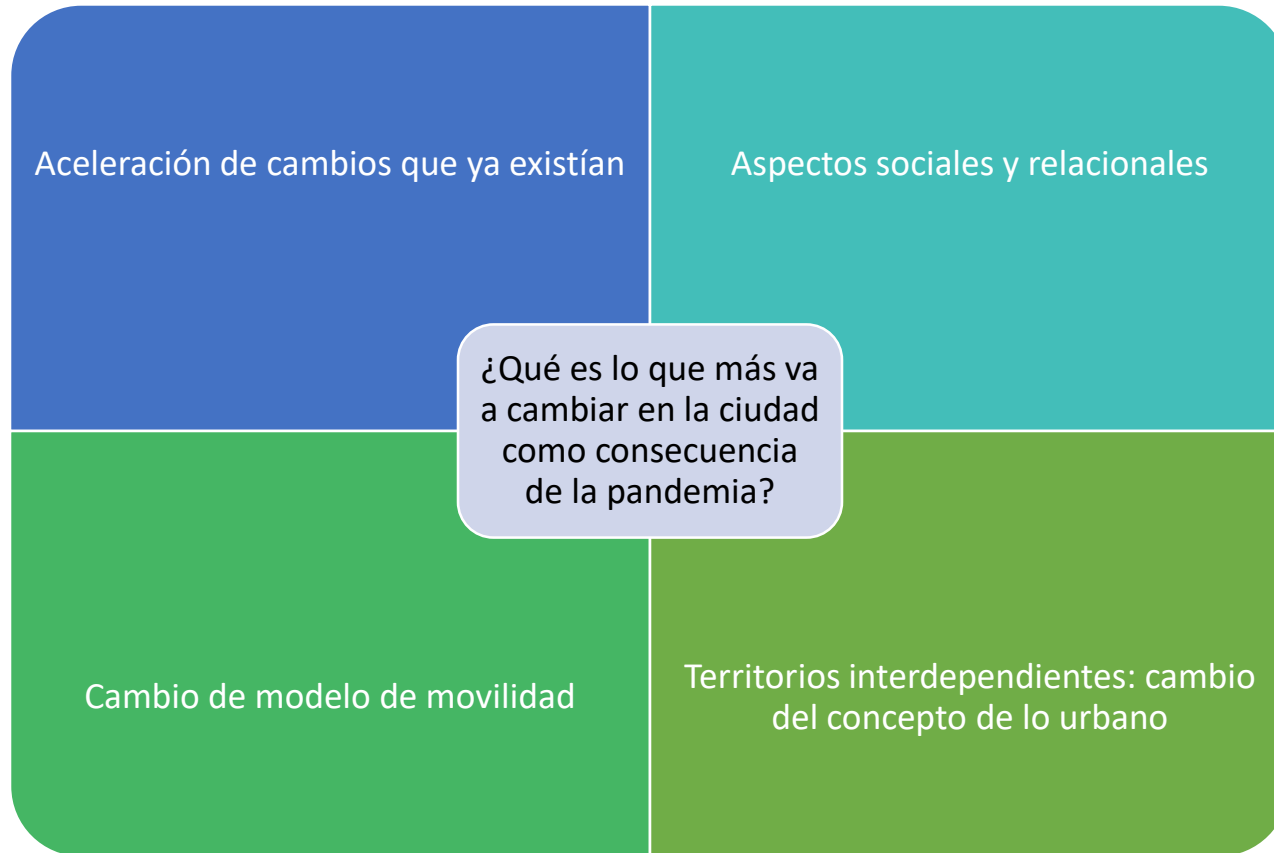 Aceleración de cambios que ya existían
Aspectos sociales y relacionales
¿Qué es lo que más va
a cambiar en la ciudad
como consecuencia
de la pandemia?
Cambio de modelo de movilidad
Territorios interdependientes: cambio
del concepto de lo urbano